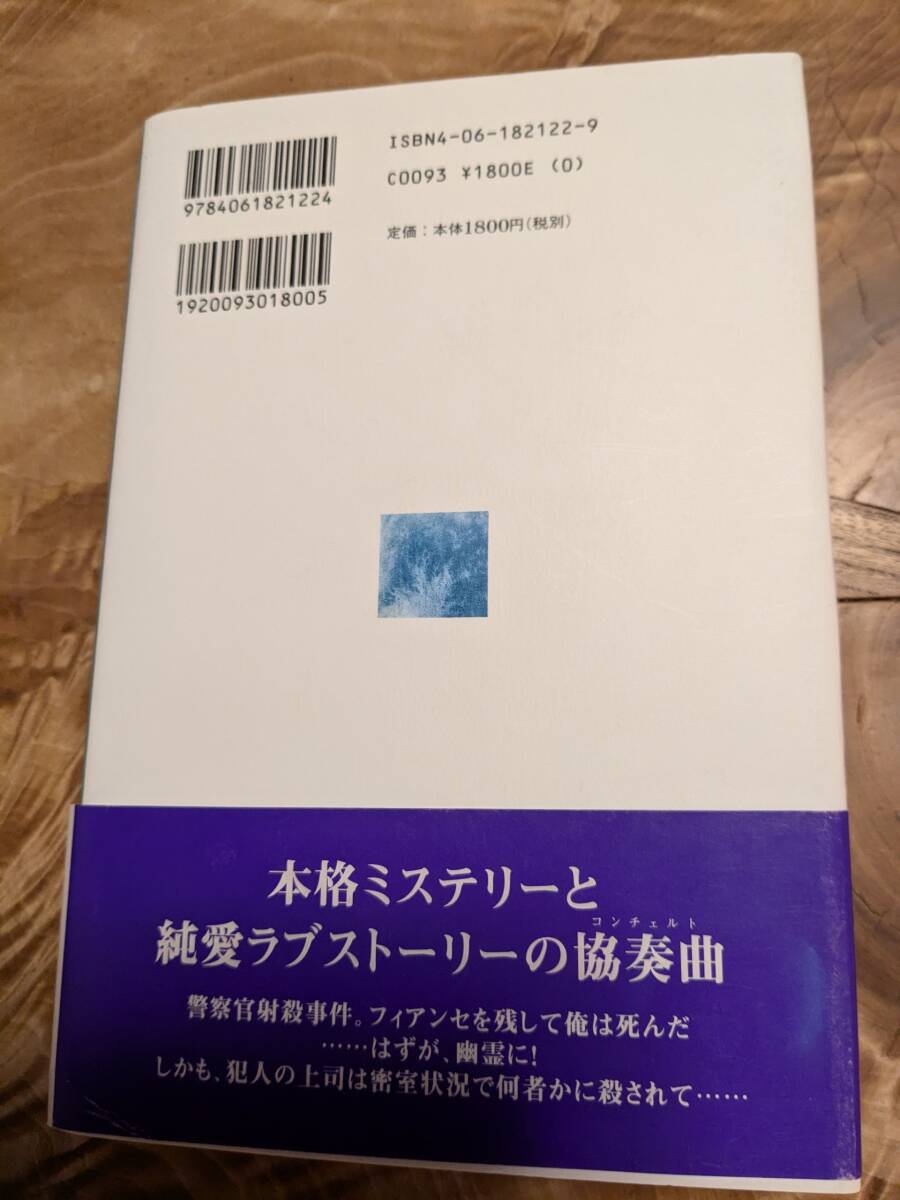 ISBN4-06-182122-9
C0093 ¥1800E (0)
定価：本体1800円(税別)
9784061821224
1920093018005
本格ミステリーと
コンチェルト
純愛ラブストーリーの協奏曲
警察官射殺事件。フィアンセを残して俺は死んだ
……はずが、幽霊に!
しかも、犯人の上司は密室状況で何者かに殺されて……